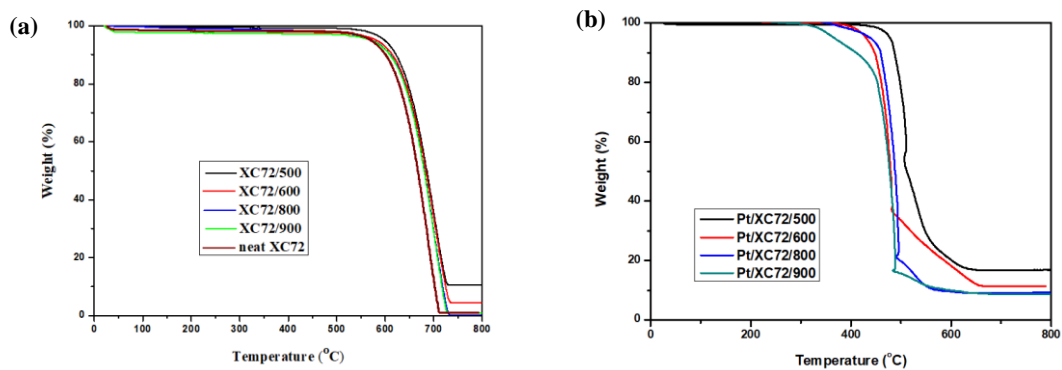 (a)
Weight (%)
100
80
60
40
20
0
XC72/500
XC72/600
XC72/800
XC72/900
neat XC72
0 100 200 300 400 500 600 700 800
Temperature (°C)
(b)
Weight (%)
100
80
60
40
20
0
Pt/XC72/500
Pt/XC72/600
Pt/XC72/800
Pt/XC72/900
0 200 400 600 800
Temperature (°C)